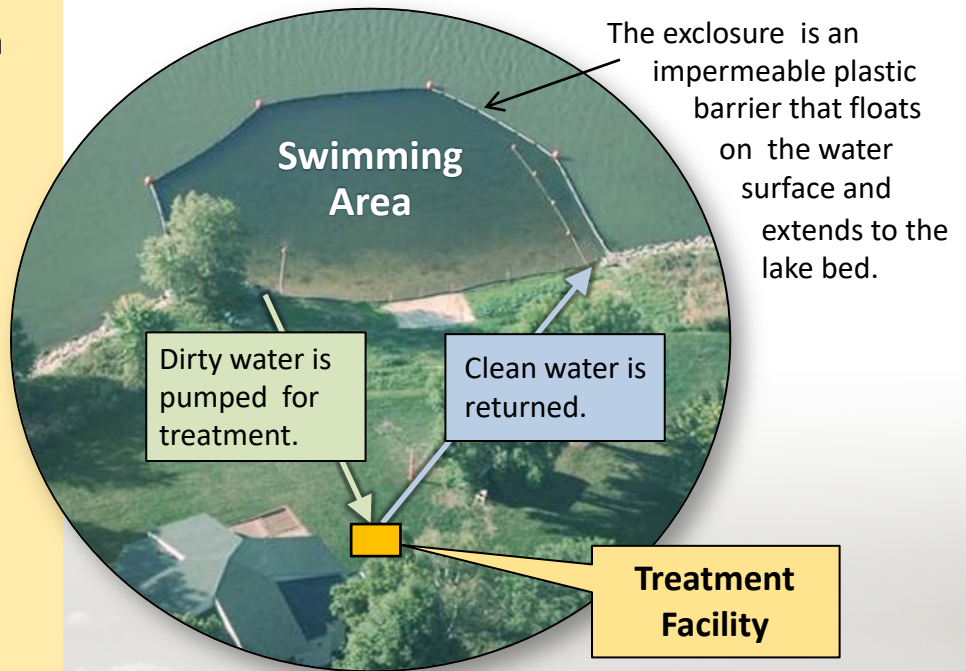 The exclosure is an
impermeable plastic
barrier that floats
on the water
surface and
extends to the
lake bed.
Swimming
Area
Dirty water is
pumped for
treatment.
Clean water is
returned.
Treatment
Facility